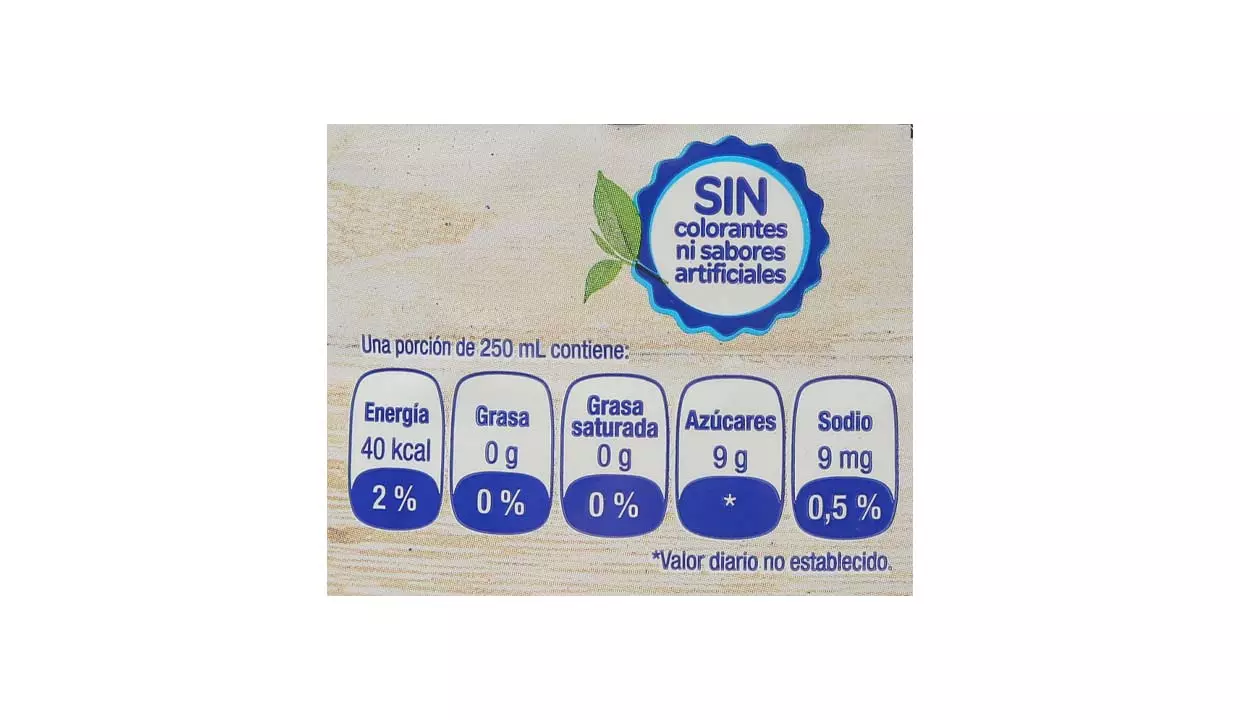 SIN
colorantes
ni sabores
artificiales
Una porción de 250 mL contiene:
Energía
40 kcal
2 %
Grasa
0 g
0 %
Grasa
saturada
0 g
0 %
Azúcares
9 g
*
Sodio
9 mg
0,5 %
*Valor diario no establecido.